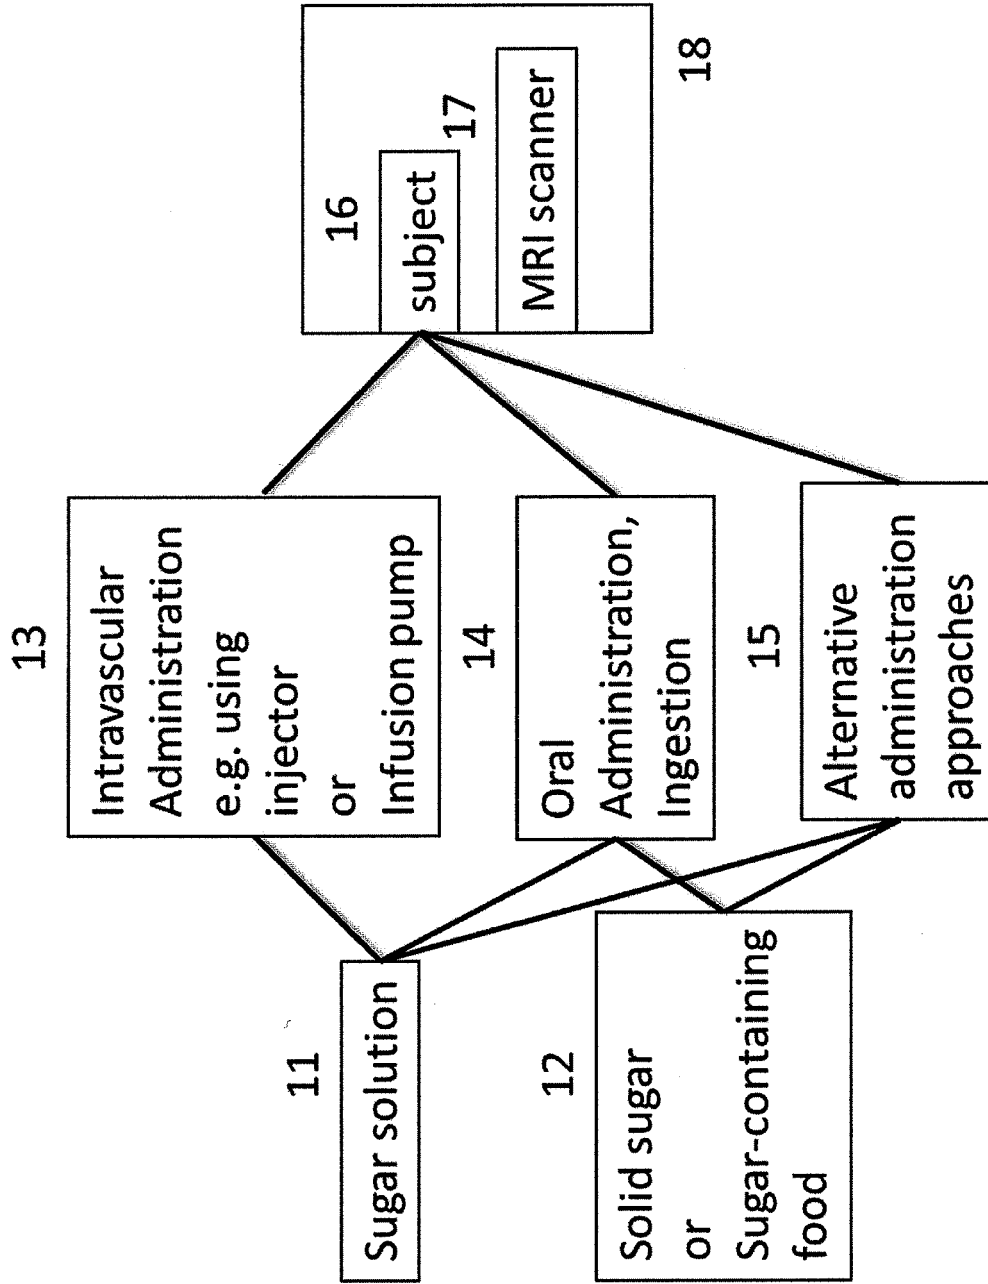 11
Sugar solution
12
Solid sugar
or
Sugar-containing
food
13
Intravascular
Administration
e.g. using
injector
or
Infusion pump
14
Oral
Administration,
Ingestion
15
Alternative
administration
approaches
16
subject
17
MRI scanner
18